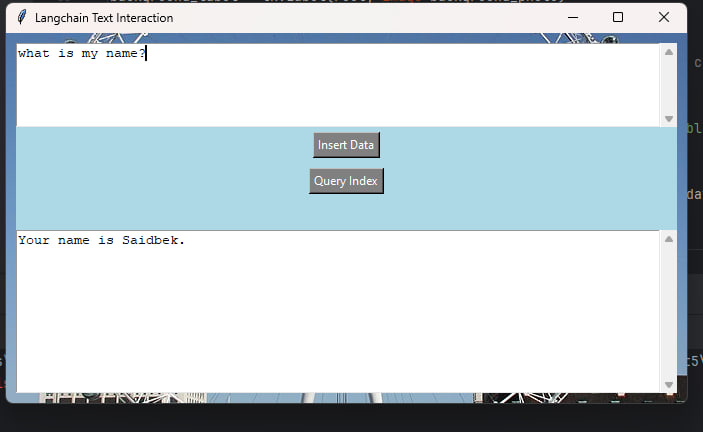 Langchain Text Interaction
what is my name?
Insert Data
Query Index
Your name is Saidbek.